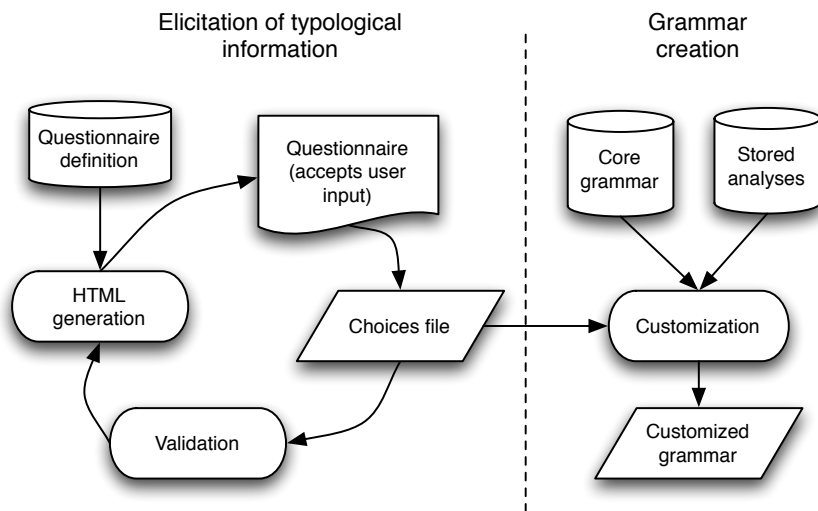 Elicitation of typological
information
Grammar
creation
Questionnaire
definition
Questionnaire
(accepts user
input)
Core
grammar
Stored
analyses
HTML
generation
Choices file
Customization
Validation
Customized
grammar